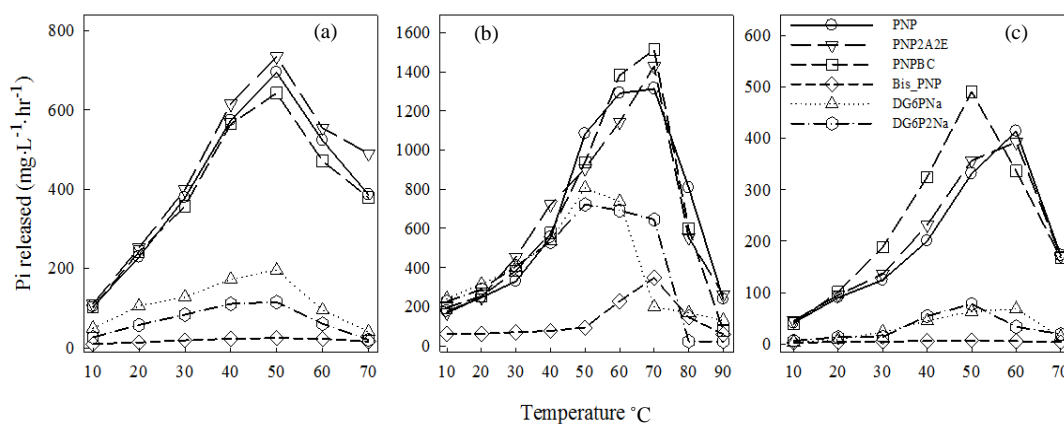 Pi released (mg·L⁻¹·hr⁻¹)
800
600
400
200
0
(a)
10 20 30 40 50 60 70
1600
1400
1200
1000
800
600
400
200
0
(b)
10 20 30 40 50 60 70 80 90
600
500
400
300
200
100
0
(c)
PNP
PNP2A2E
PNPBC
Bis_PNP
DG6PNa
DG6P2Na
10 20 30 40 50 60 70
Temperature °C